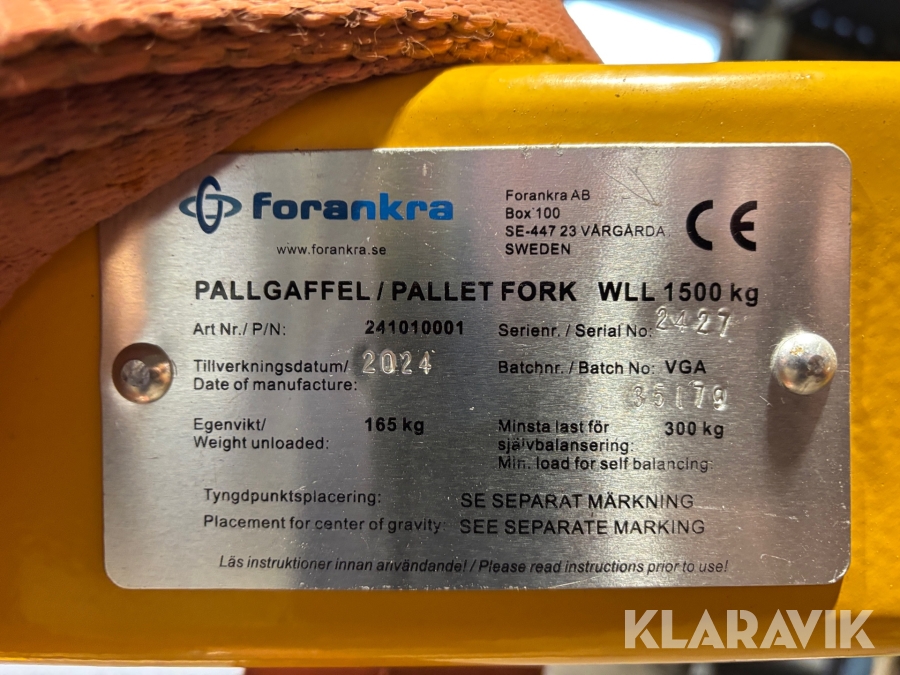 forankra
www.forankra.se
Forankra AB
Box 100
SE-447 23 VÅRGÅRDA
SWEDEN
CE
PALLGAFFEL / PALLET FORK WLL 1500 kg
Art Nr. / P/N: 241010001
Serienr. / Serial No: 2427
Tillverkningsdatum/ 2024
Date of manufacture:
Batchnr. / Batch No: VGA
35179
Egenvikt/ 165 kg
Weight unloaded:
Minsta last för 300 kg
självbalansering:
Min. load for self balancing:
Tyngdpunktsplacering: SE SEPARAT MÄRKNING
Placement for center of gravity: SEE SEPARATE MARKING
Läs instruktioner innan användande! / Please read instructions prior to use!
KLARAVIK